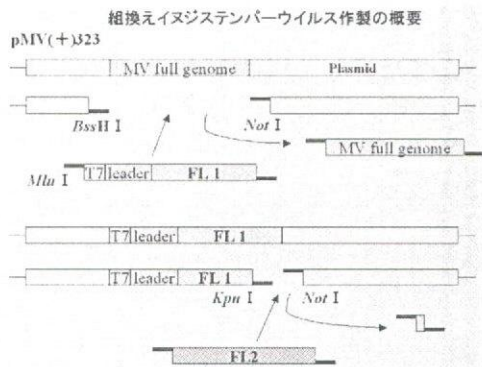 組換えイヌジステンパーウイルス作製の概要
pMV(+)323
MV full genome Plasmid
BssH I Not I
MV full genome
Mlu I T7 leader FL 1
T7 leader FL 1
T7 leader FL 1
Kpn I Not I
FL2